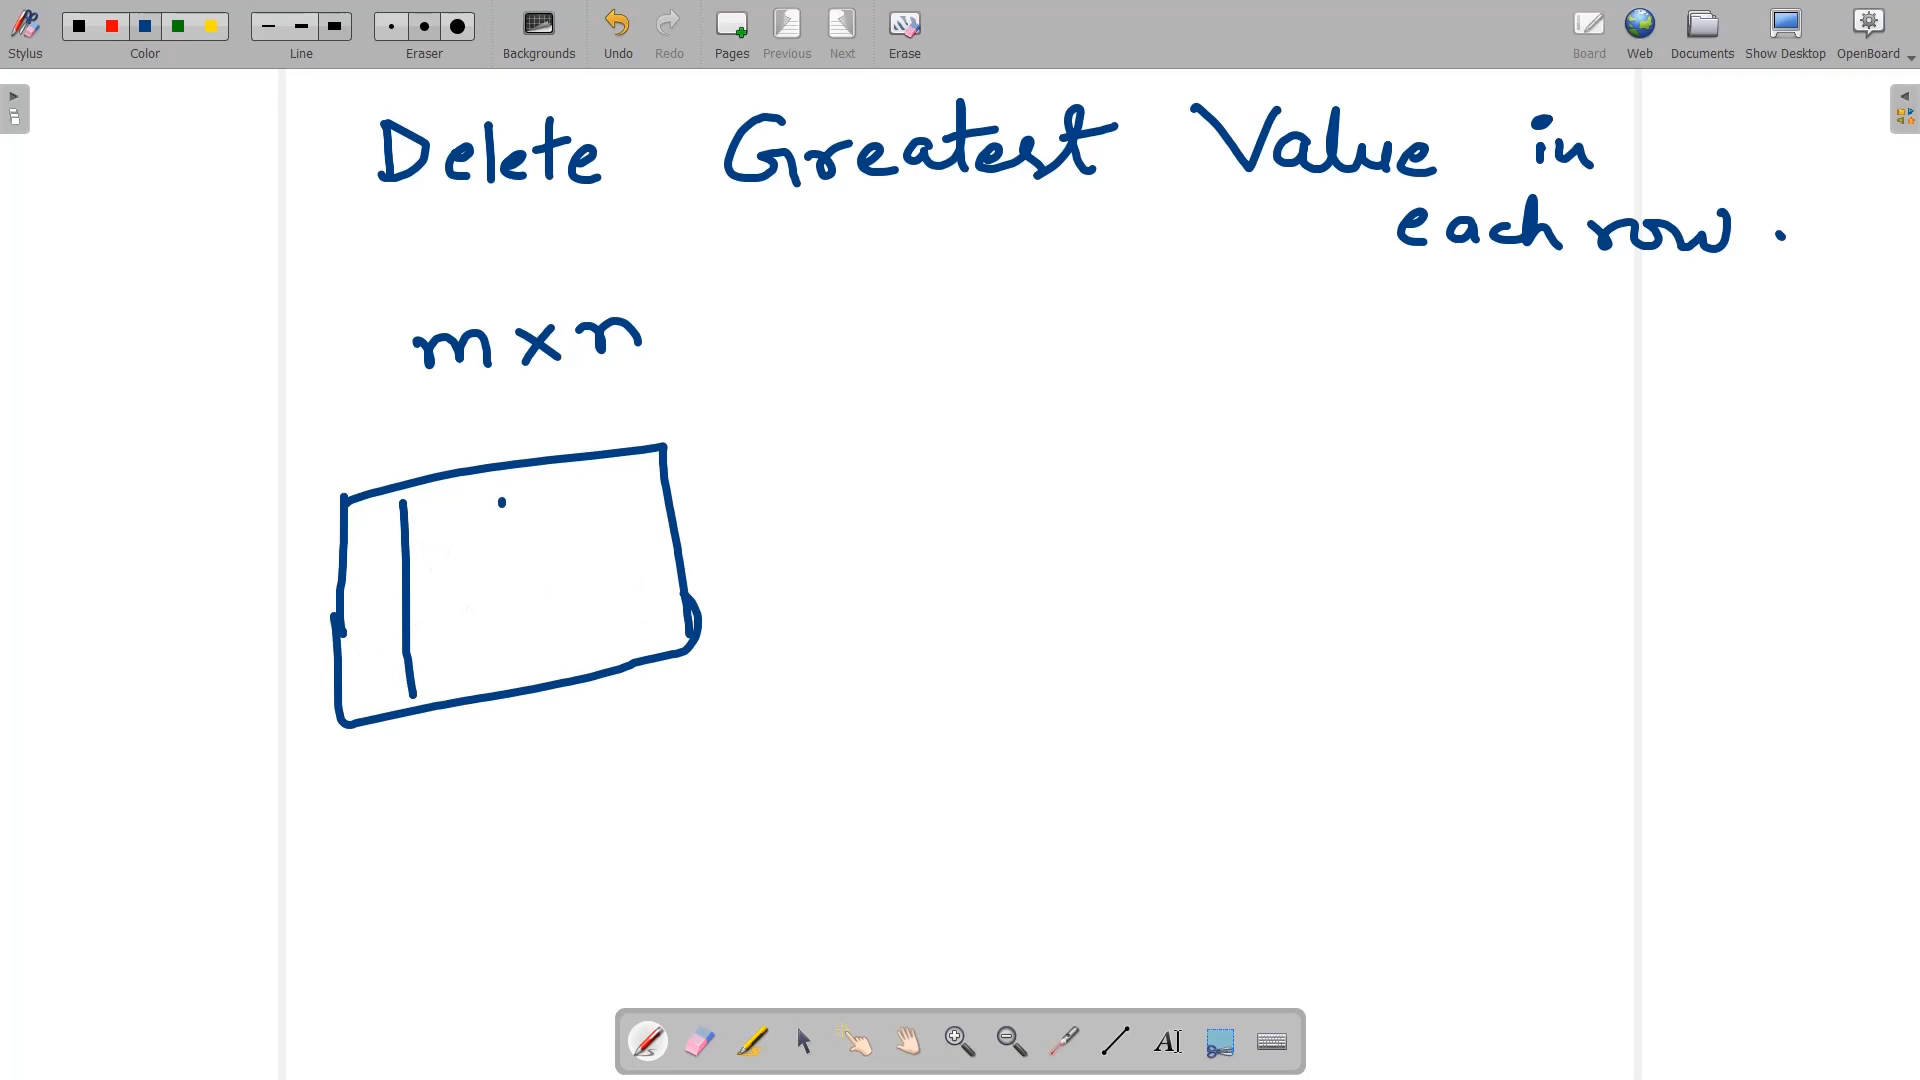 Stylus Color Line Eraser Backgrounds Undo Redo Pages Previous Next Erase Board Web Documents Show Desktop OpenBoard
Delete Greatest Value in
each row.
m x n